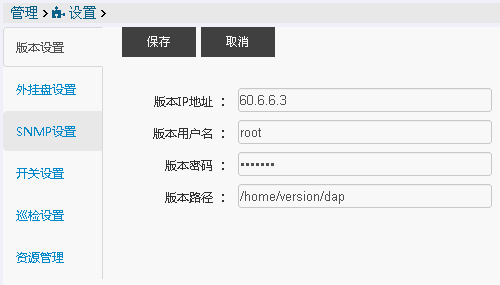 管理 > 设置 >
版本设置
外挂盘设置
SNMP设置
开关设置
巡检设置
资源管理
保存 取消
版本IP地址 : 60.6.6.3
版本用户名 : root
版本密码 : •••••••
版本路径 : /home/version/dap